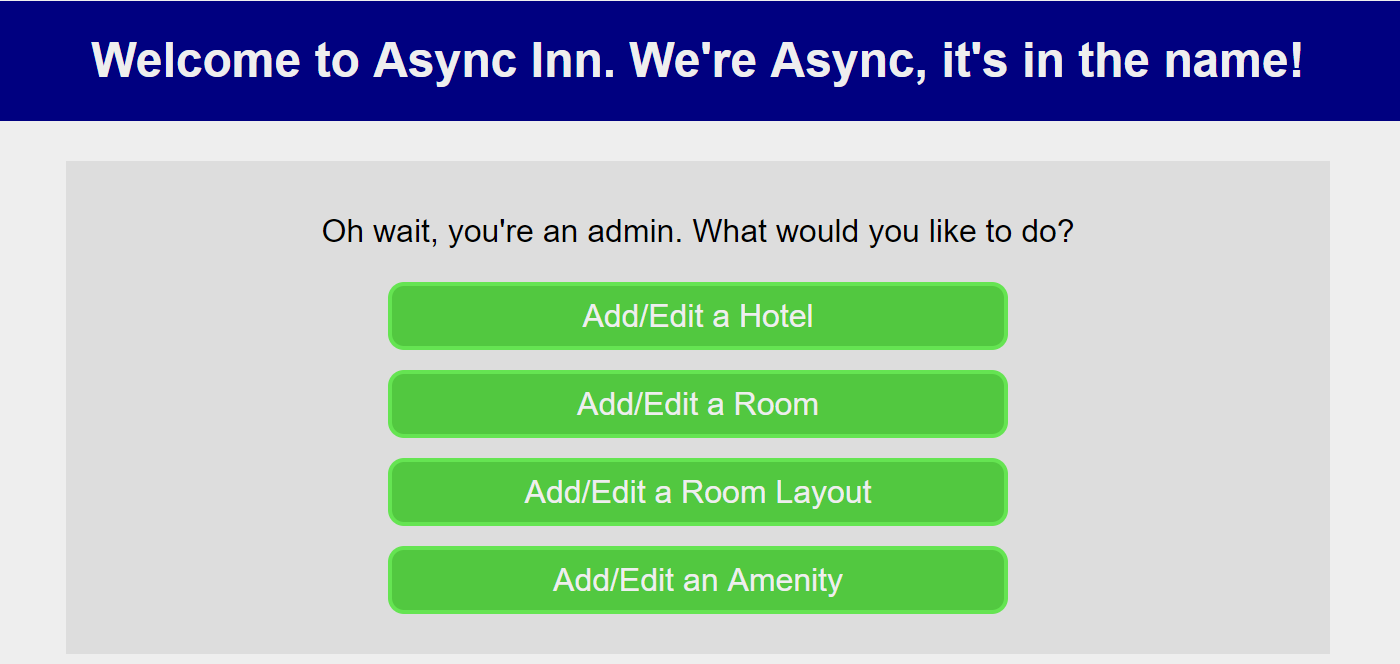 Welcome to Async Inn. We're Async, it's in the name!
Oh wait, you're an admin. What would you like to do?
Add/Edit a Hotel
Add/Edit a Room
Add/Edit a Room Layout
Add/Edit an Amenity